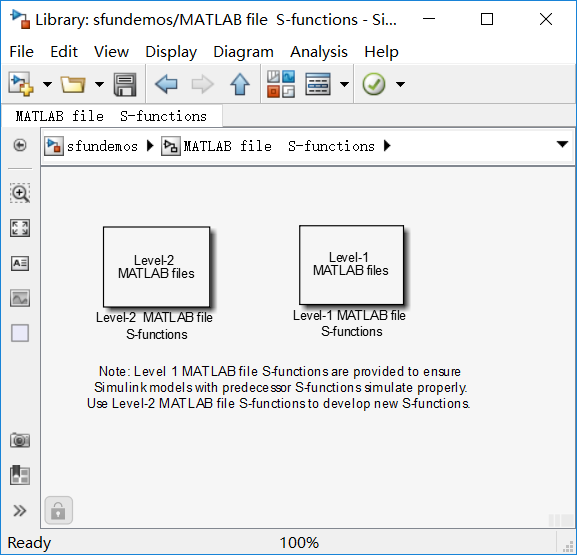 Library: sfundemos/MATLAB file  S-functions - Si...
File Edit View Display Diagram Analysis Help
MATLAB file  S-functions
sfundemos MATLAB file  S-functions
Level-2
MATLAB files
Level-1
MATLAB files
Level-2  MATLAB file
S-functions
Level-1 MATLAB file
S-functions
Note: Level 1 MATLAB file S-functions are provided to ensure
Simulink models with predecessor S-functions simulate properly.
Use Level-2 MATLAB file S-functions to develop new S-functions.
Ready 100%